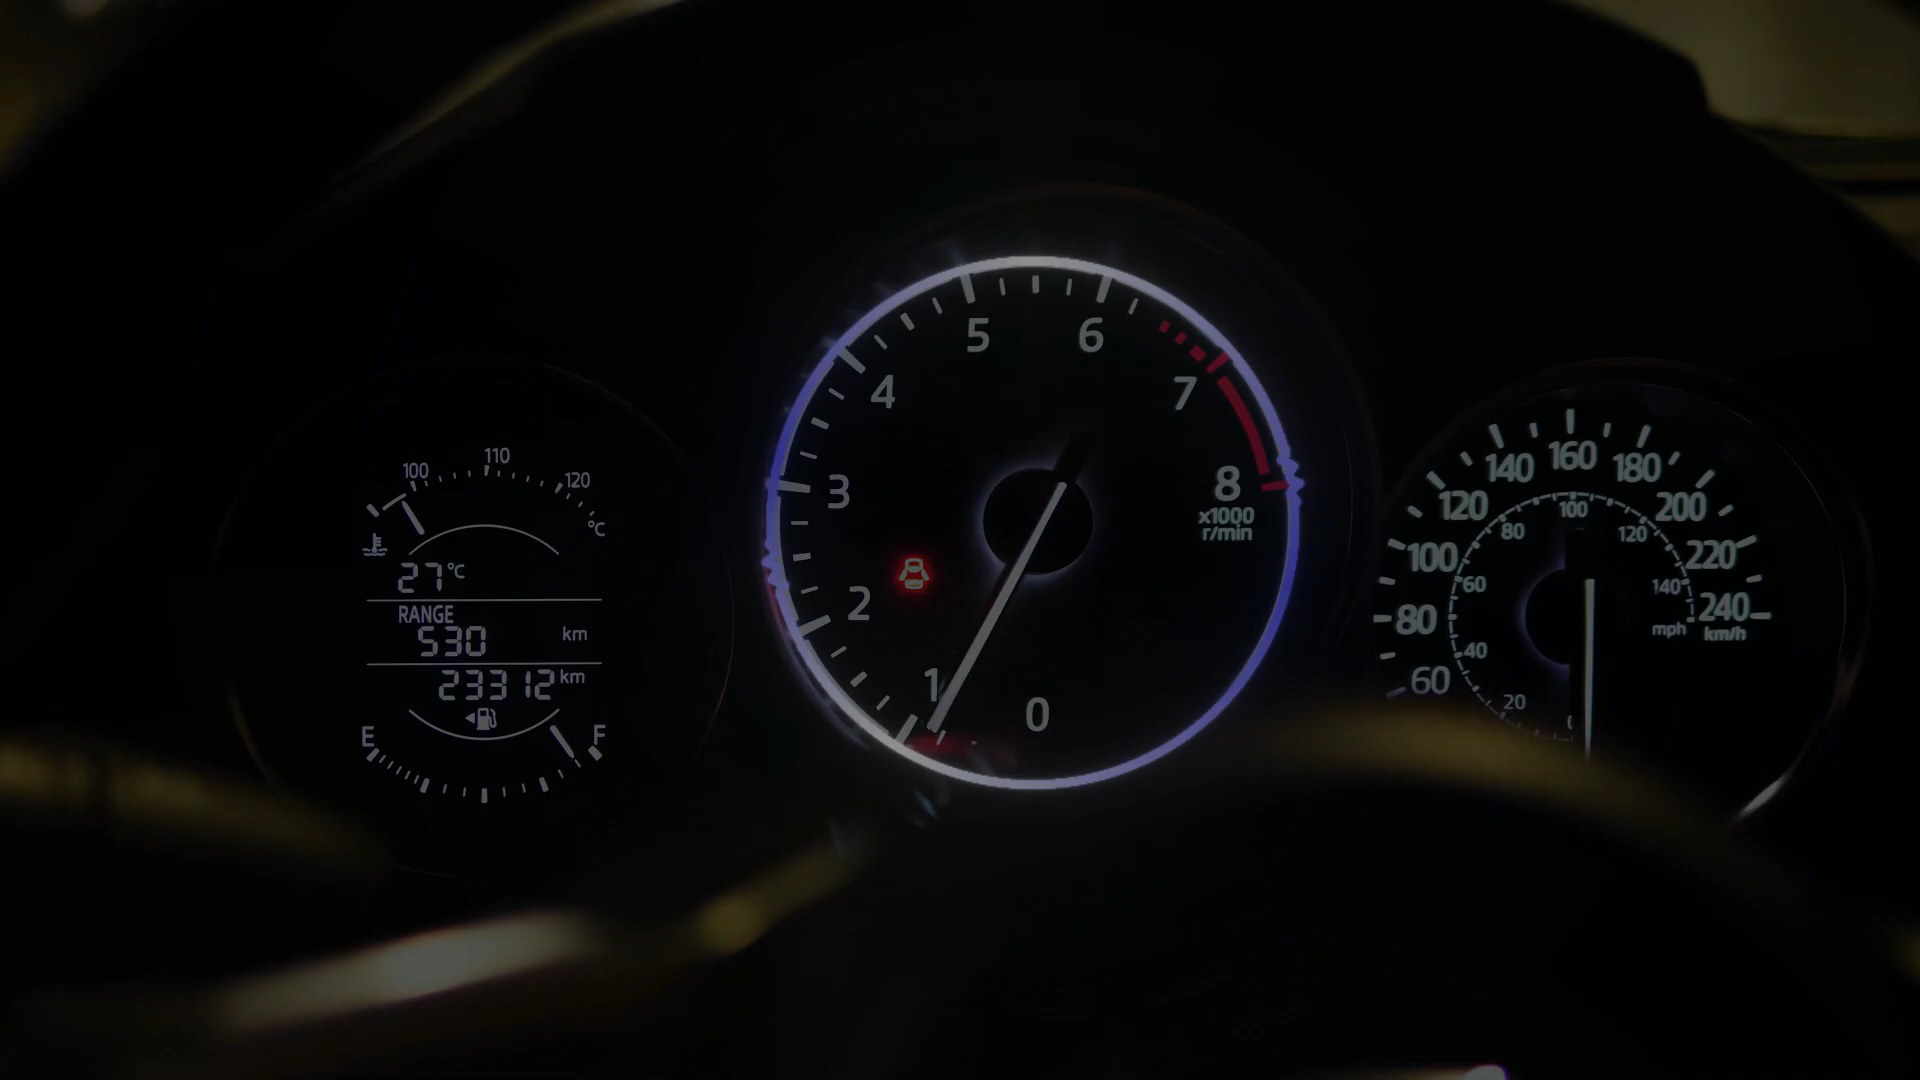 100 110 120
°C
27 °C
RANGE
530 km
23312 km
E F
0 1 2 3 4 5 6 7 8
x1000
r/min
60 80 100 120 140 160 180 200 220 240
km/h
20 40 60 80 100 120 140
mph